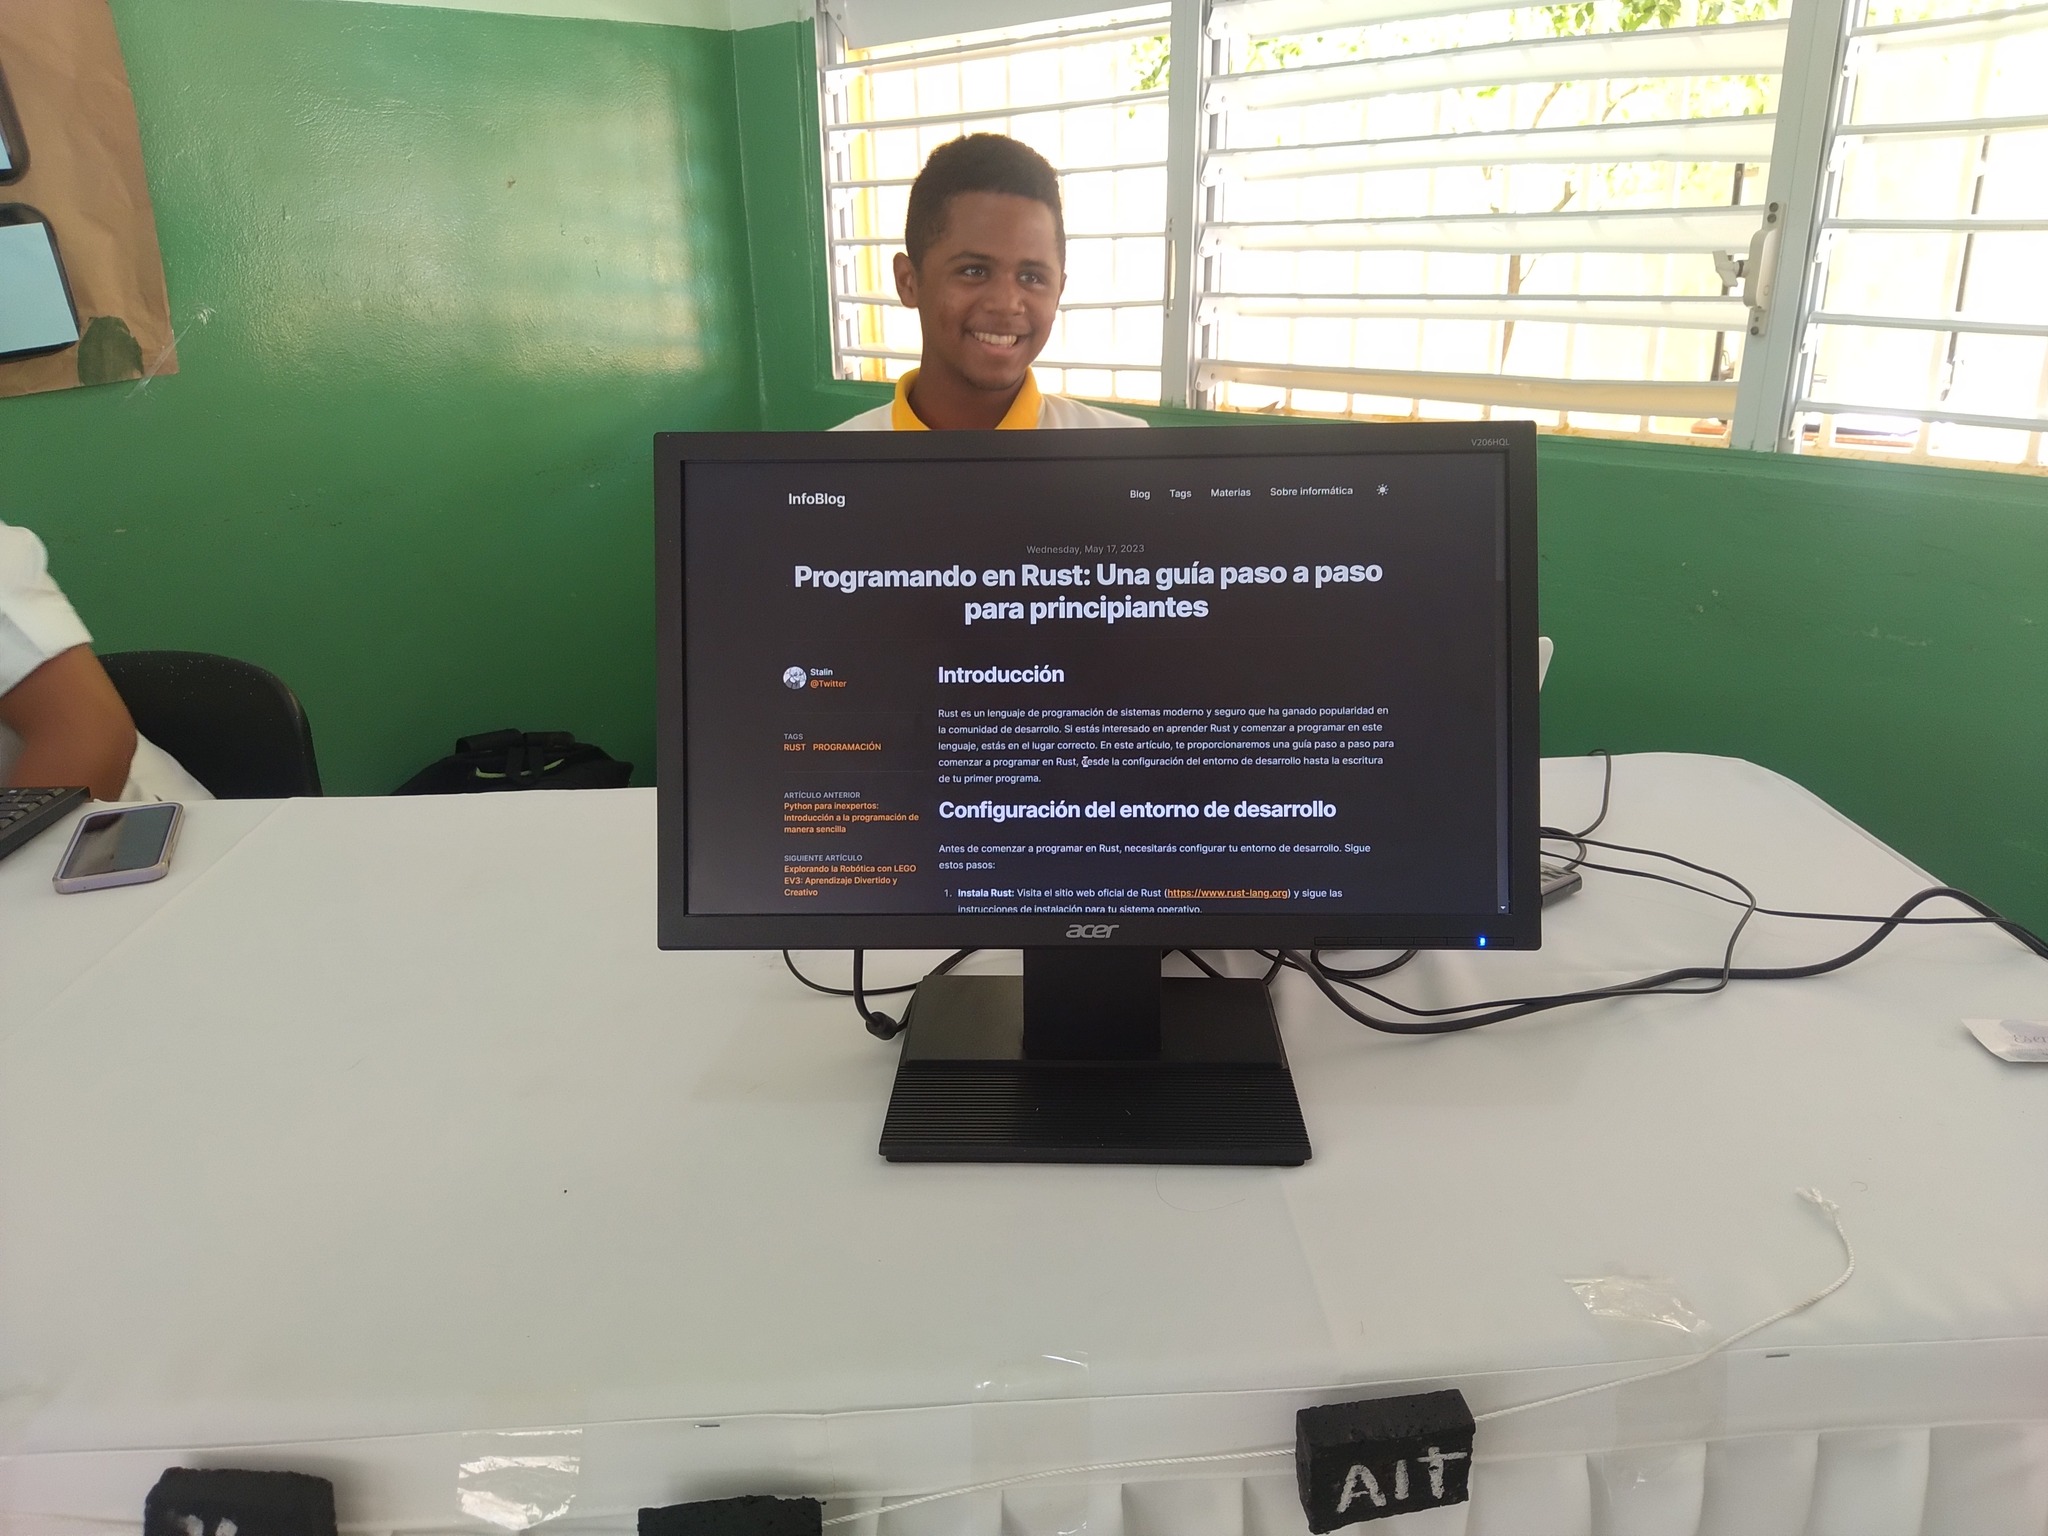 V206HQL
InfoBlog
Blog Tags Materias Sobre informática
Wednesday, May 17, 2023
Programando en Rust: Una guía paso a paso
para principiantes
Stalin
@Twitter
TAGS
RUST PROGRAMACIÓN
ARTÍCULO ANTERIOR
Python para inexpertos:
Introducción a la programación de
manera sencilla
SIGUIENTE ARTÍCULO
Explorando la Robótica con LEGO
EV3: Aprendizaje Divertido y
Creativo
Introducción
Rust es un lenguaje de programación de sistemas moderno y seguro que ha ganado popularidad en
la comunidad de desarrollo. Si estás interesado en aprender Rust y comenzar a programar en este
lenguaje, estás en el lugar correcto. En este artículo, te proporcionaremos una guía paso a paso para
comenzar a programar en Rust, desde la configuración del entorno de desarrollo hasta la escritura
de tu primer programa.
Configuración del entorno de desarrollo
Antes de comenzar a programar en Rust, necesitarás configurar tu entorno de desarrollo. Sigue
estos pasos:
1. Instala Rust: Visita el sitio web oficial de Rust (https://www.rust-lang.org) y sigue las
instrucciones de instalación para tu sistema operativo.
acer
Alt